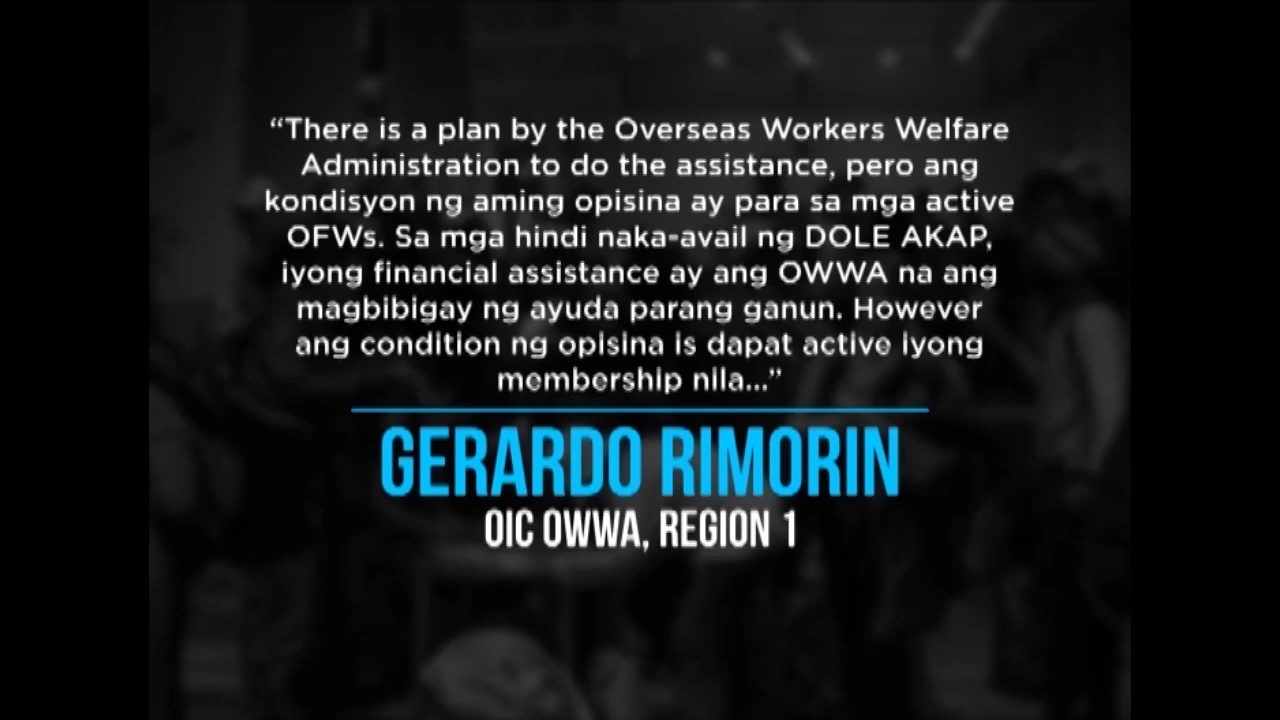 “There is a plan by the Overseas Workers Welfare
Administration to do the assistance, pero ang
kondisyon ng aming opisina ay para sa mga active
OFWs. Sa mga hindi naka-avail ng DOLE AKAP,
iyong financial assistance ay ang OWWA na ang
magbibigay ng ayuda parang ganun. However
ang condition ng opisina is dapat active iyong
membership nila...”
GERARDO RIMORIN
OIC OWWA, REGION 1